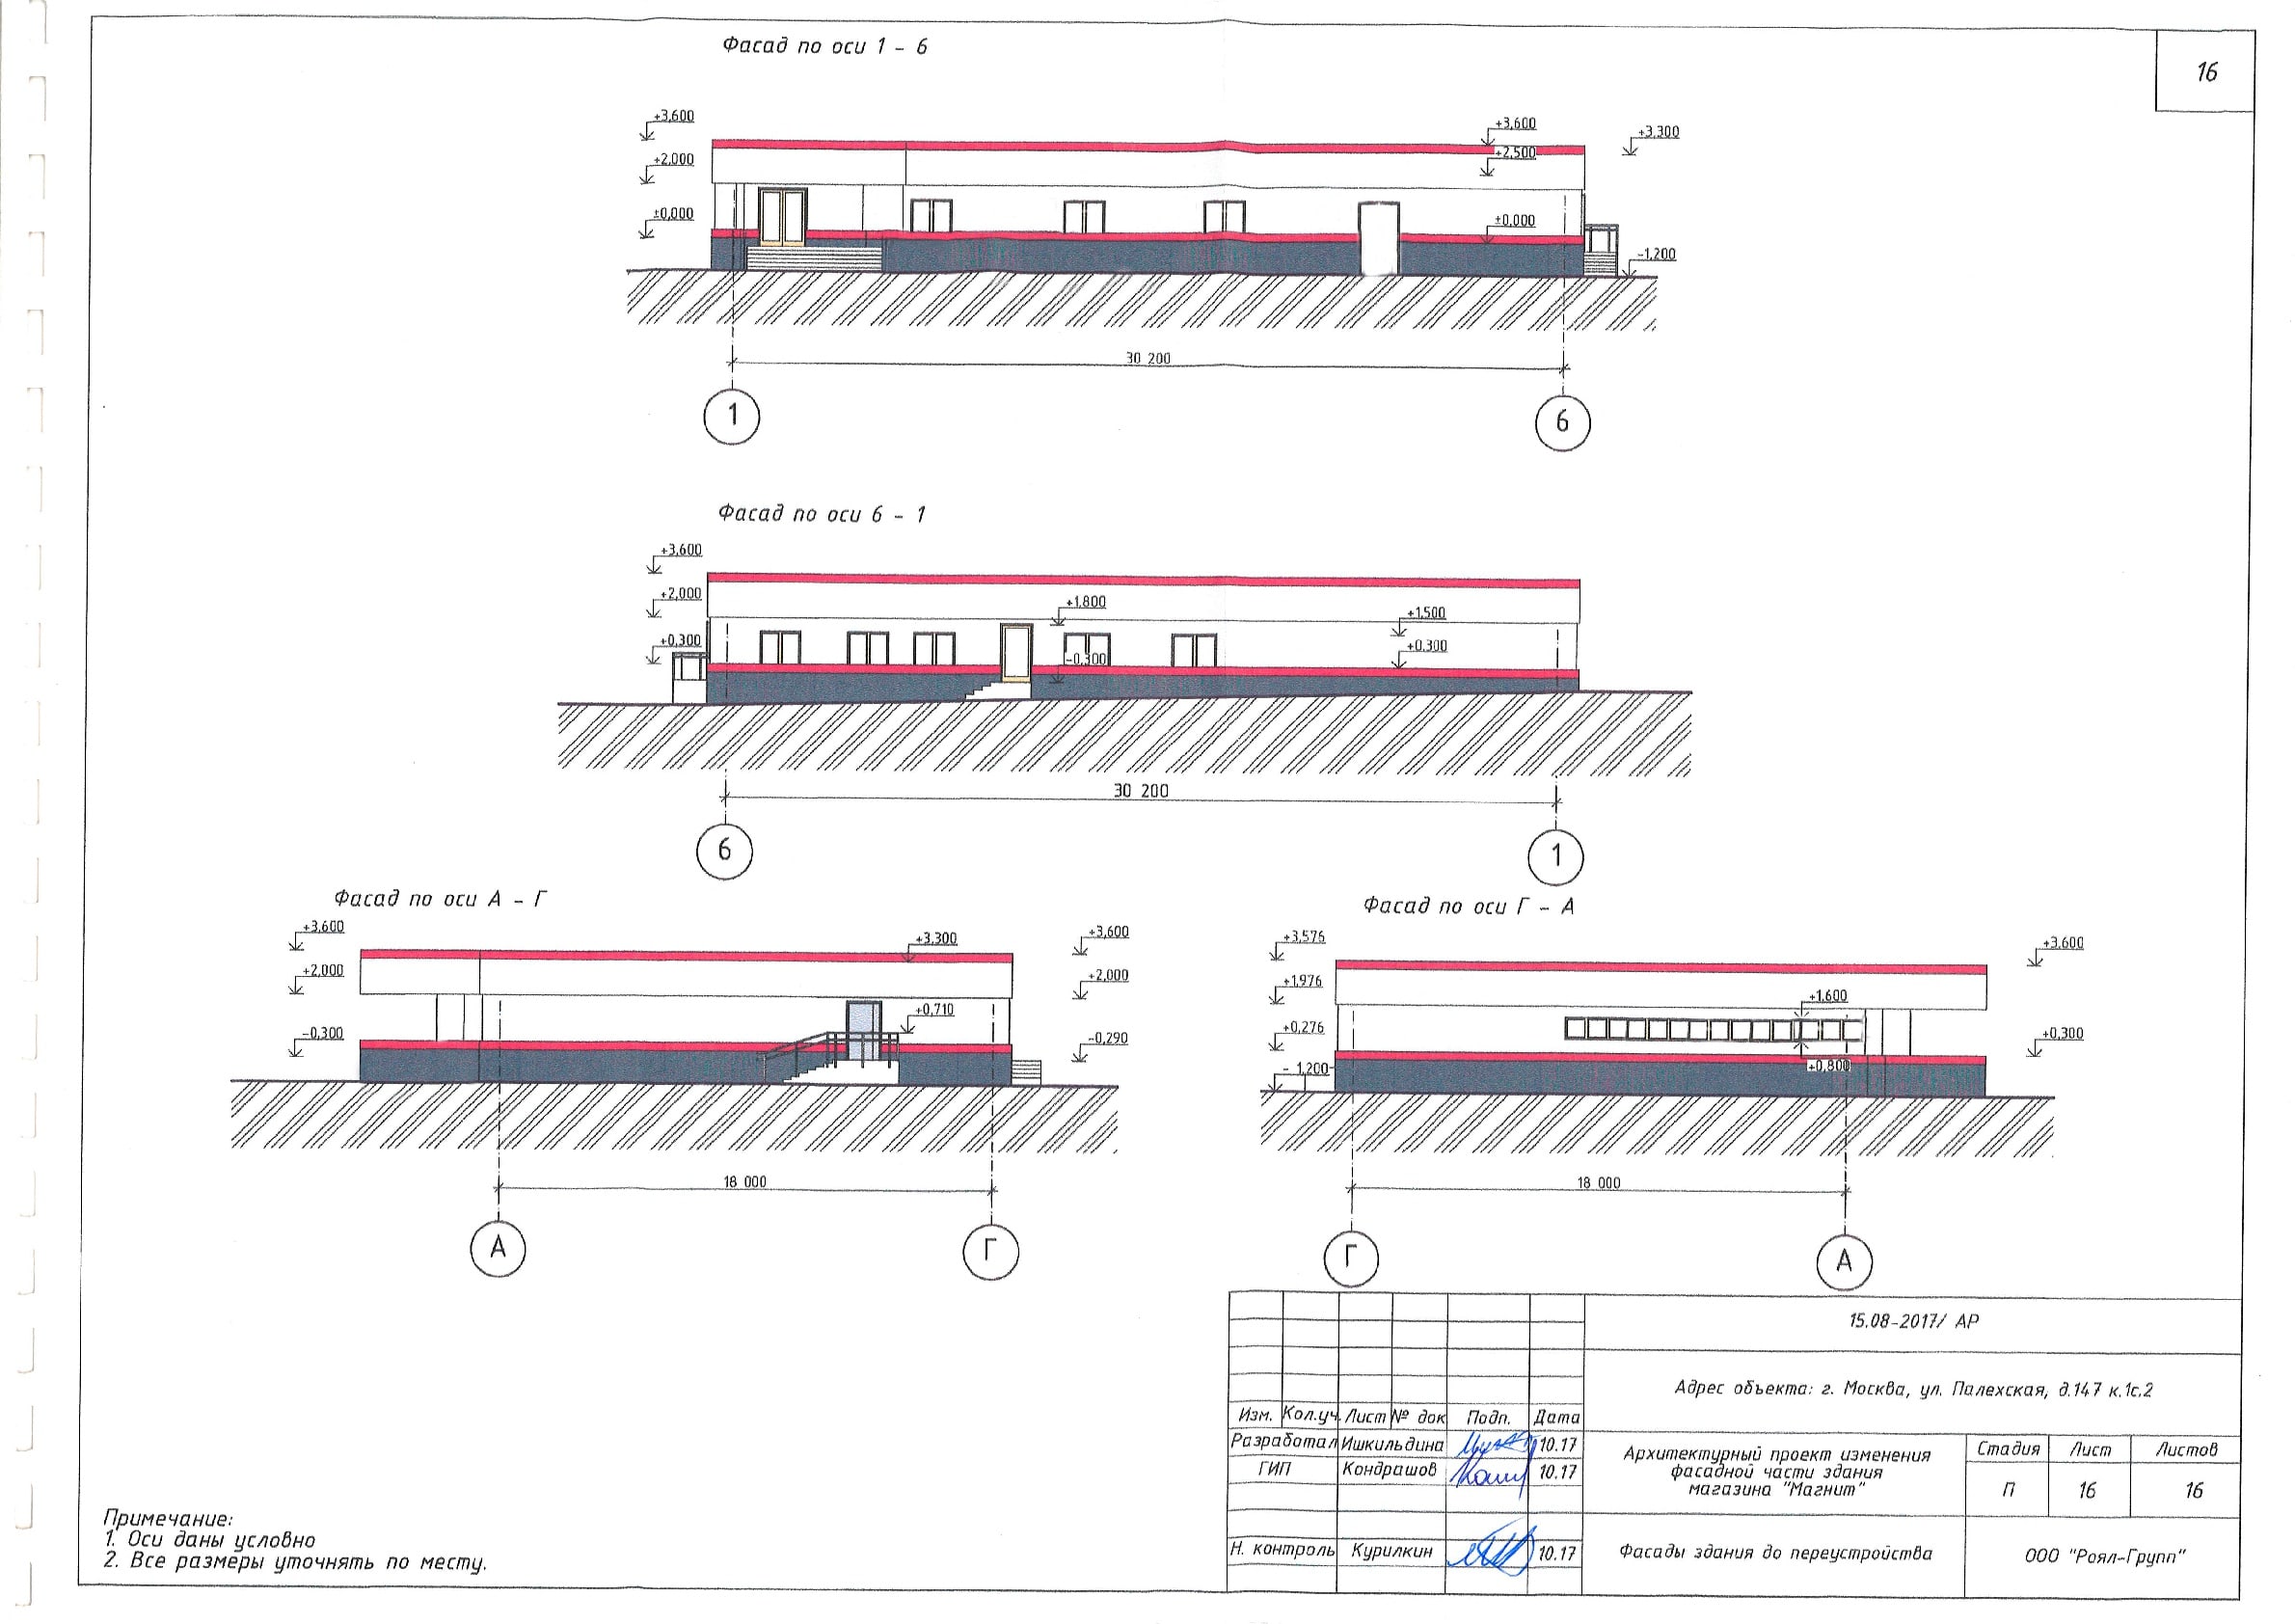 16
Фасад по оси 1 - 6
+3,600
+2,000
±0,000
+3,600
+2,500
±0,000
+3,300
-1,200
30 200
1
6
Фасад по оси 6 - 1
+3,600
+2,000
+0,300
+1,800
-0,300
+1,500
+0.300
30 200
6
1
Фасад по оси А - Г
+3,600
+2,000
-0,300
+3.300
+0,710
+3,600
+2,000
-0,290
18 000
А
Г
Фасад по оси Г - А
+3,576
+1,976
+0,276
- 1,200
+1,600
+0,800
+3,600
+0,300
18 000
Г
А
15.08-2017/ АР
Адрес объекта: г. Москва, ул. Палехская, д.147 к.1с.2
Изм. Кол.уч. Лист № док Подп. Дата
Разработал Ишкильдина 10.17
ГИП Кондрашов 10.17
Н. контроль Курилкин 10.17
Архитектурный проект изменения
фасадной части здания
магазина "Магнит"
Стадия Лист Листов
П 16 16
Фасады здания до переустройства
ООО "Роял-Групп"
Примечание:
1. Оси даны условно
2. Все размеры уточнять по месту.